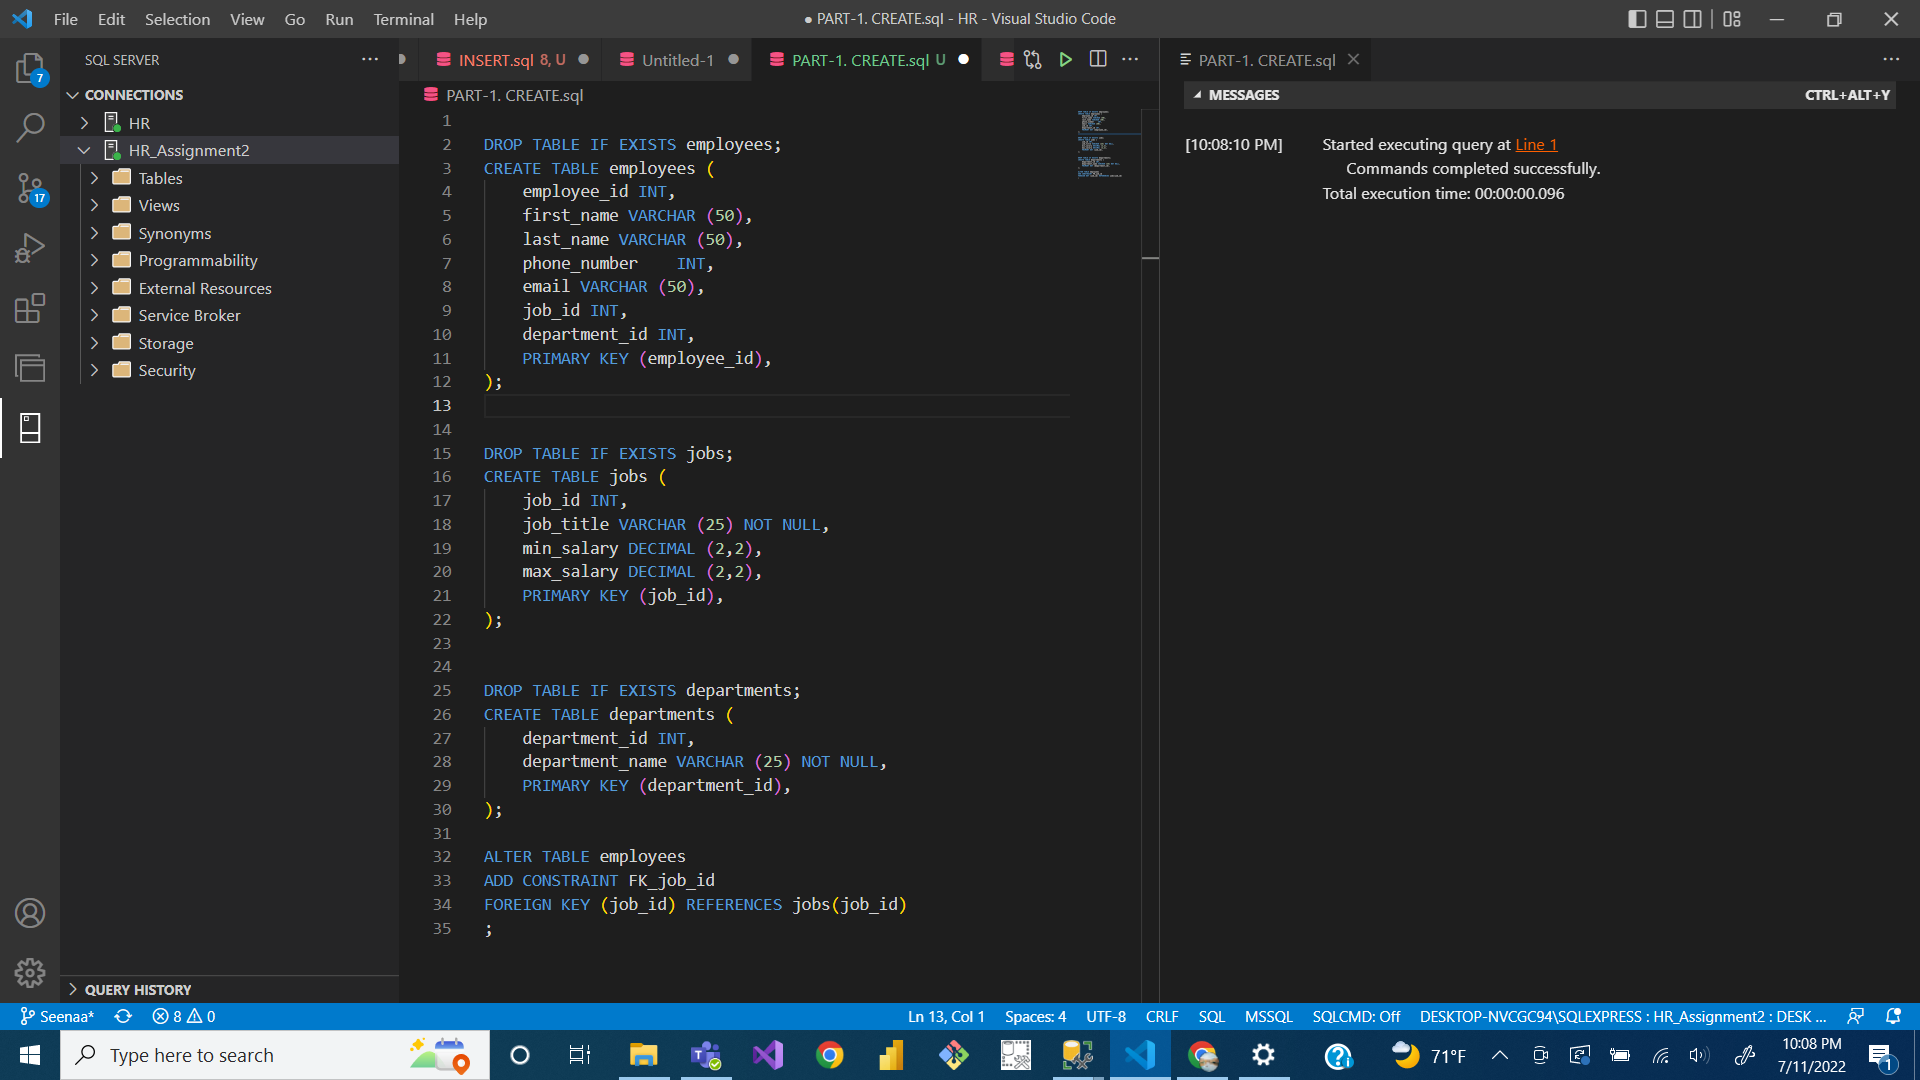 File Edit Selection View Go Run Terminal Help
● PART-1. CREATE.sql - HR - Visual Studio Code
SQL SERVER ···
CONNECTIONS
HR
HR_Assignment2
Tables
Views
Synonyms
Programmability
External Resources
Service Broker
Storage
Security
QUERY HISTORY
7
17
INSERT.sql 8, U
Untitled-1
PART-1. CREATE.sql U
PART-1. CREATE.sql
1
2 DROP TABLE IF EXISTS employees;
3 CREATE TABLE employees (
4 employee_id INT,
5 first_name VARCHAR (50),
6 last_name VARCHAR (50),
7 phone_number    INT,
8 email VARCHAR (50),
9 job_id INT,
10 department_id INT,
11 PRIMARY KEY (employee_id),
12 );
13
14
15 DROP TABLE IF EXISTS jobs;
16 CREATE TABLE jobs (
17 job_id INT,
18 job_title VARCHAR (25) NOT NULL,
19 min_salary DECIMAL (2,2),
20 max_salary DECIMAL (2,2),
21 PRIMARY KEY (job_id),
22 );
23
24
25 DROP TABLE IF EXISTS departments;
26 CREATE TABLE departments (
27 department_id INT,
28 department_name VARCHAR (25) NOT NULL,
29 PRIMARY KEY (department_id),
30 );
31
32 ALTER TABLE employees
33 ADD CONSTRAINT FK_job_id
34 FOREIGN KEY (job_id) REFERENCES jobs(job_id)
35 ;
PART-1. CREATE.sql
MESSAGES CTRL+ALT+Y
[10:08:10 PM] Started executing query at Line 1
Commands completed successfully.
Total execution time: 00:00:00.096
Seenaa* 8 0
Ln 13, Col 1 Spaces: 4 UTF-8 CRLF SQL MSSQL SQLCMD: Off DESKTOP-NVCGC94\SQLEXPRESS : HR_Assignment2 : DESK ...
Type here to search
71°F
10:08 PM
7/11/2022
1